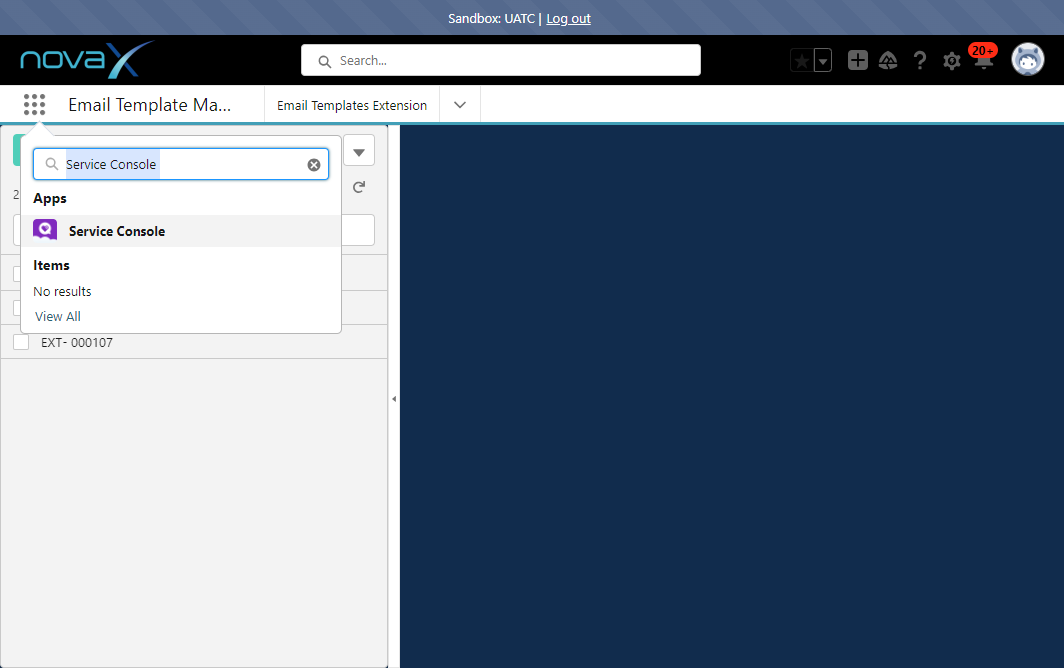 Sandbox: UATC | Log out
novaX
Search...
20+
Email Template Ma...
Email Templates Extension
Service Console
2
Apps
Service Console
Items
No results
View All
EXT- 000107